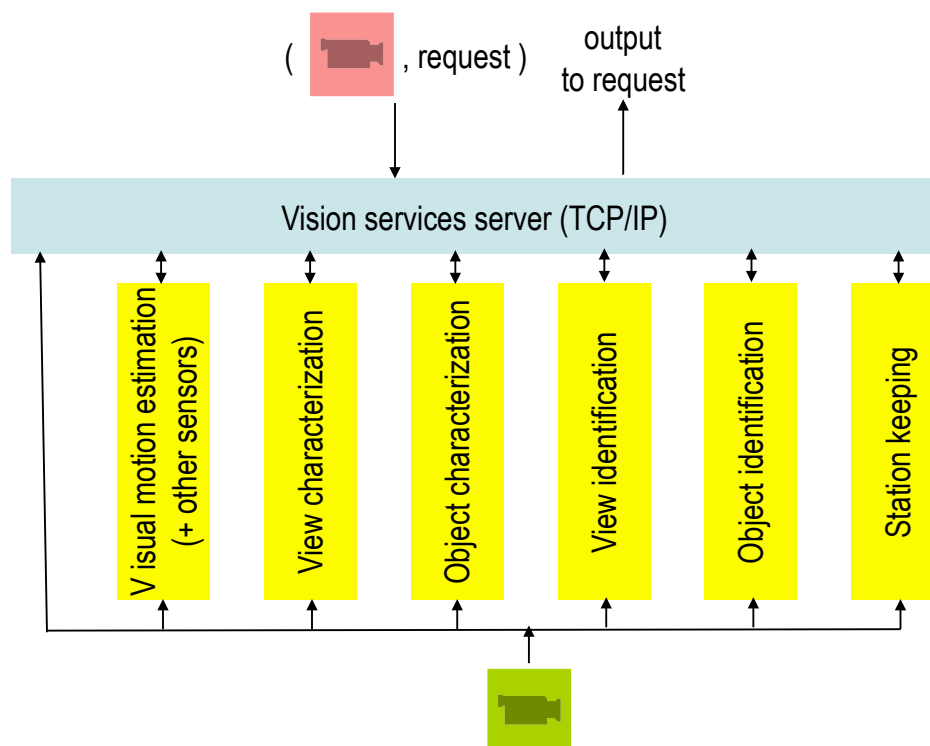 ( , request )
output
to request
Vision services server (TCP/IP)
V isual motion estimation
(+ other sensors)
View characterization
Object characterization
View identification
Object identification
Station keeping